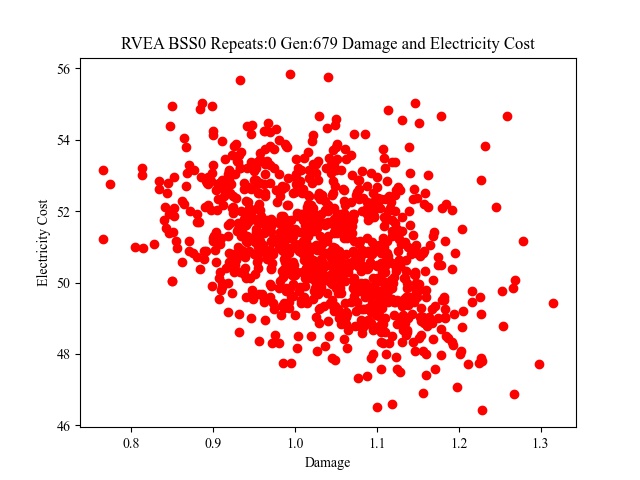 RVEA BSS0 Repeats:0 Gen:679 Damage and Electricity Cost
56
54
52
50
48
46
Electricity Cost
0.8 0.9 1.0 1.1 1.2 1.3
Damage